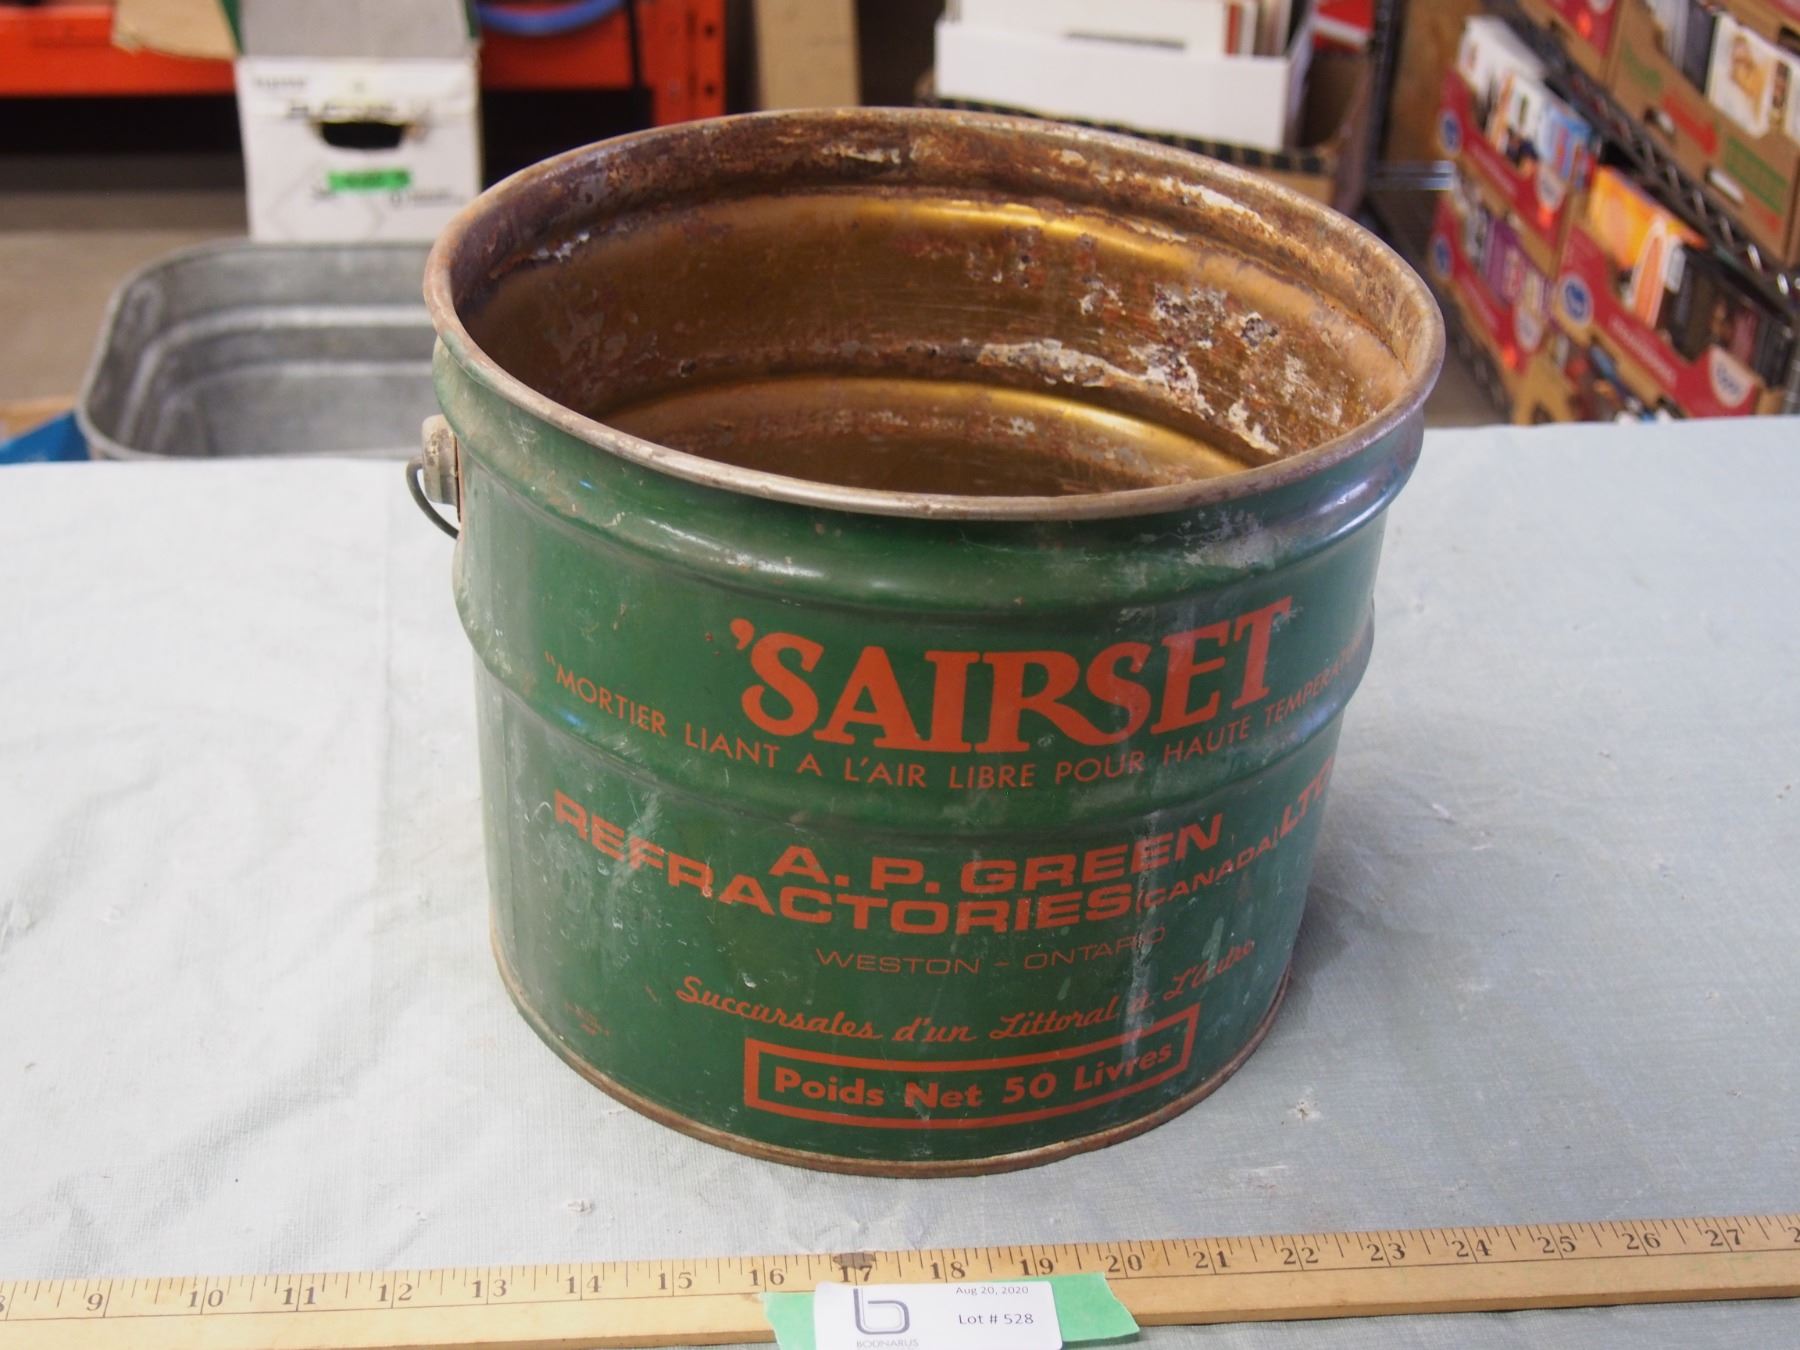 'SAIRSET
"MORTIER LIANT A L'AIR LIBRE POUR HAUTE
A. P. GREEN
REFRACTORIES (CANADA) LTD
WESTON - ONTARIO
Succursales d'un Littoral à L'Autre
Poids Net 50 Livres
9 10 11 12 13 14 15 16 17 18 19 20 21 22 23 24 25 26 27
Aug 20, 2020
Lot # 528
b
BODNARUS